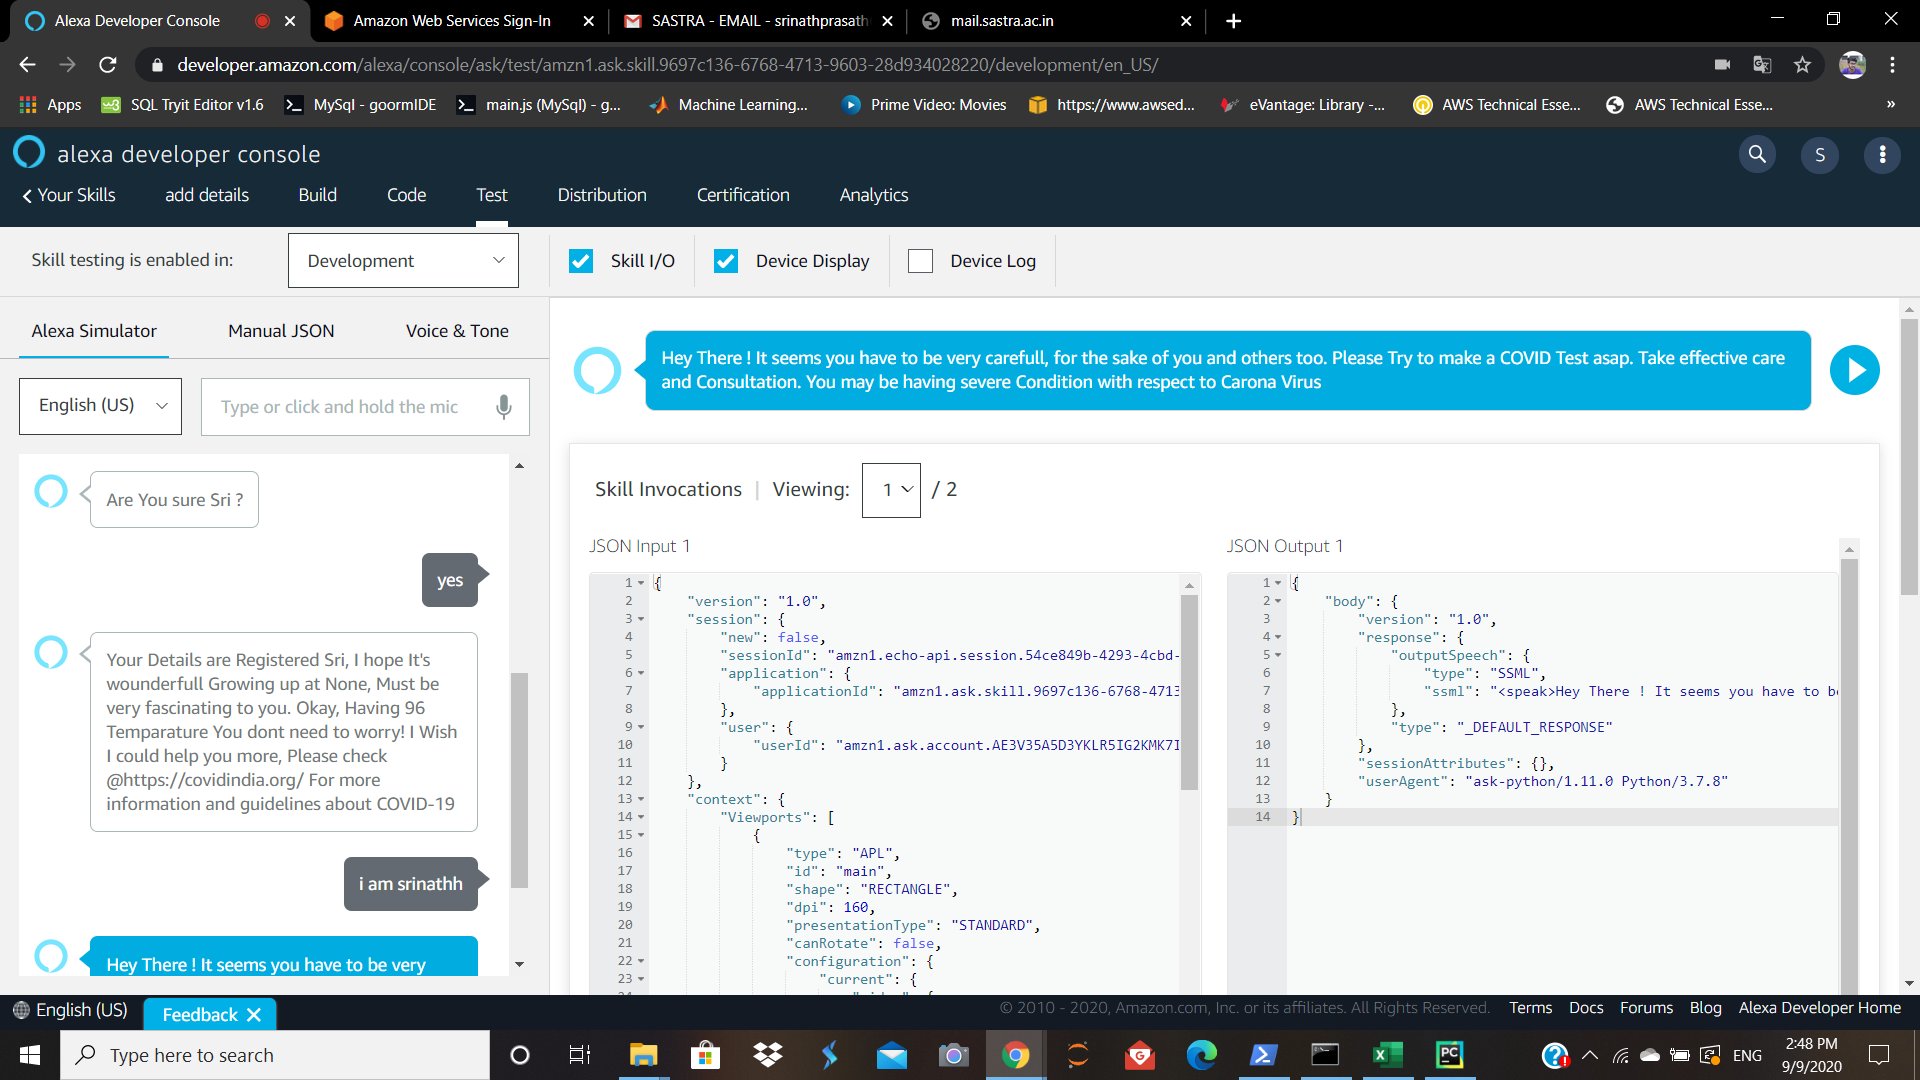 Alexa Developer Console
Amazon Web Services Sign-In
SASTRA - EMAIL - srinathprasath
mail.sastra.ac.in
developer.amazon.com/alexa/console/ask/test/amzn1.ask.skill.9697c136-6768-4713-9603-28d934028220/development/en_US/
Apps
SQL Tryit Editor v1.6
MySql - goormIDE
main.js (MySql) - g...
Machine Learning...
Prime Video: Movies
https://www.awsed...
eVantage: Library -...
AWS Technical Esse...
AWS Technical Esse...
»
alexa developer console
S
Your Skills
add details
Build
Code
Test
Distribution
Certification
Analytics
Skill testing is enabled in:
Development
Skill I/O
Device Display
Device Log
Alexa Simulator
Manual JSON
Voice & Tone
English (US)
Type or click and hold the mic
Are You sure Sri ?
yes
Your Details are Registered Sri, I hope It's
wounderfull Growing up at None, Must be
very fascinating to you. Okay, Having 96
Temparature You dont need to worry! I Wish
I could help you more, Please check
@https://covidindia.org/ For more
information and guidelines about COVID-19
i am srinathh
Hey There ! It seems you have to be very
Hey There ! It seems you have to be very carefull, for the sake of you and others too. Please Try to make a COVID Test asap. Take effective care
and Consultation. You may be having severe Condition with respect to Carona Virus
Skill Invocations | Viewing: 1 / 2
JSON Input 1
1 {
2 "version": "1.0",
3 "session": {
4 "new": false,
5 "sessionId": "amzn1.echo-api.session.54ce849b-4293-4cbd-
6 "application": {
7 "applicationId": "amzn1.ask.skill.9697c136-6768-4713
8 },
9 "user": {
10 "userId": "amzn1.ask.account.AE3V35A5D3YKLR5IG2KMK7I
11 }
12 },
13 "context": {
14 "Viewports": [
15 {
16 "type": "APL",
17 "id": "main",
18 "shape": "RECTANGLE",
19 "dpi": 160,
20 "presentationType": "STANDARD",
21 "canRotate": false,
22 "configuration": {
23 "current": {
JSON Output 1
1 {
2 "body": {
3 "version": "1.0",
4 "response": {
5 "outputSpeech": {
6 "type": "SSML",
7 "ssml": "<speak>Hey There ! It seems you have to be
8 },
9 "type": "_DEFAULT_RESPONSE"
10 },
11 "sessionAttributes": {},
12 "userAgent": "ask-python/1.11.0 Python/3.7.8"
13 }
14 }
English (US)
Feedback
© 2010 - 2020, Amazon.com, Inc. or its affiliates. All Rights Reserved.
Terms
Docs
Forums
Blog
Alexa Developer Home
Type here to search
ENG
2:48 PM
9/9/2020